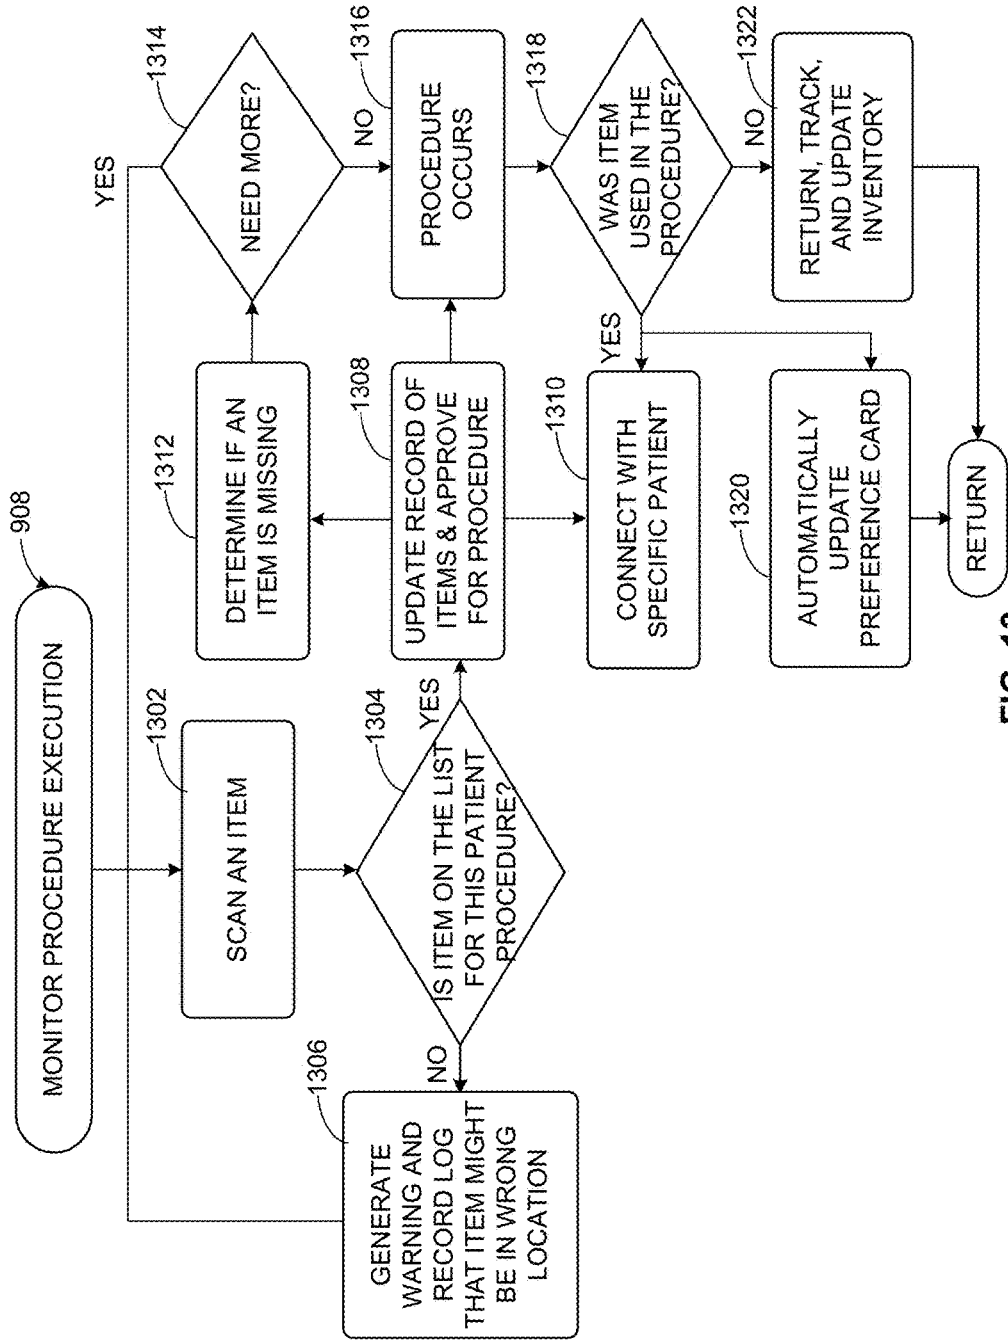 MONITOR PROCEDURE EXECUTION
908
SCAN AN ITEM
1302
IS ITEM ON THE LIST
FOR THIS PATIENT
PROCEDURE?
1304
NO
YES
GENERATE
WARNING AND
RECORD LOG
THAT ITEM MIGHT
BE IN WRONG
LOCATION
1306
DETERMINE IF AN
ITEM IS MISSING
1312
UPDATE RECORD OF
ITEMS & APPROVE
FOR PROCEDURE
1308
CONNECT WITH
SPECIFIC PATIENT
1310
AUTOMATICALLY
UPDATE
PREFERENCE CARD
1320
YES
NEED MORE?
1314
NO
PROCEDURE
OCCURS
1316
WAS ITEM
USED IN THE
PROCEDURE?
1318
YES
NO
RETURN, TRACK,
AND UPDATE
INVENTORY
1322
RETURN
FIG.